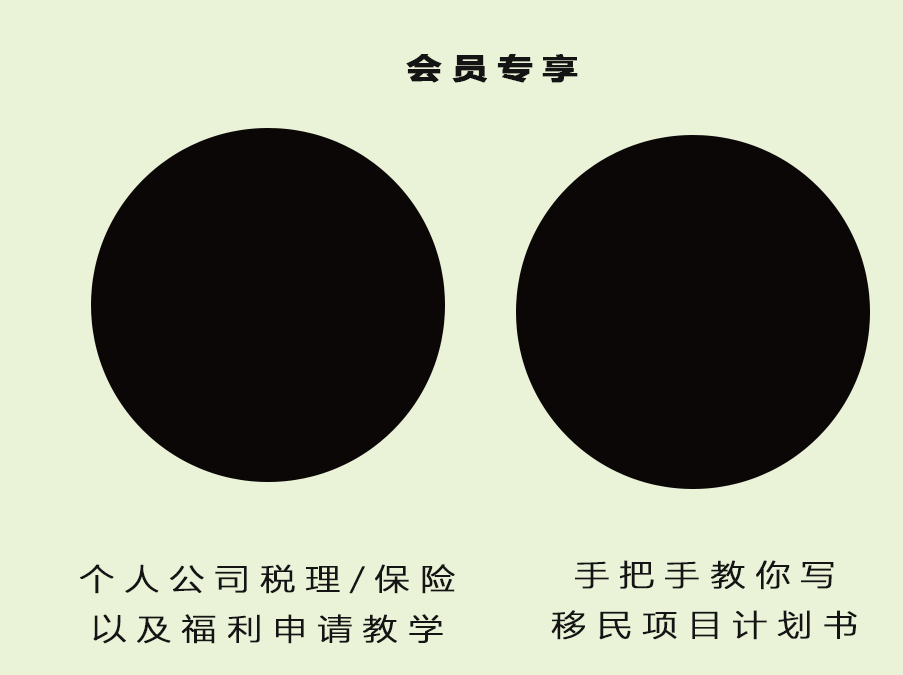 会员专享
个人公司税理/保险
以及福利申请教学
手把手教你写
移民项目计划书